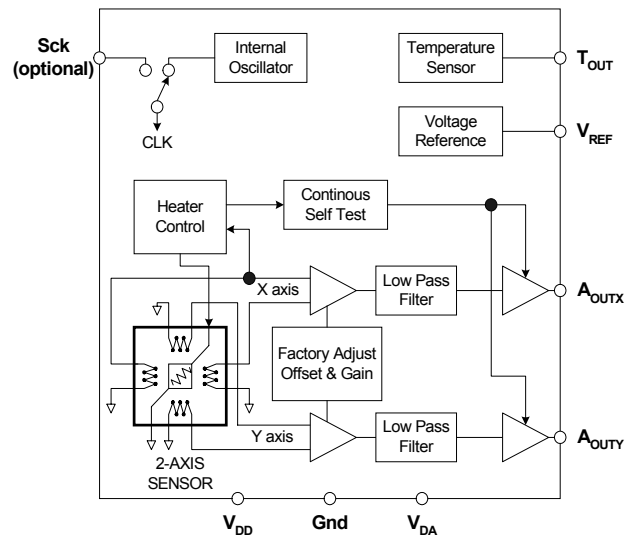 Sck
(optional)
Internal
Oscillator
CLK
Temperature
Sensor
TOUT
Voltage
Reference
VREF
Heater
Control
Continous
Self Test
X axis
Low Pass
Filter
AOUTX
Factory Adjust
Offset & Gain
Y axis
Low Pass
Filter
AOUTY
2-AXIS
SENSOR
VDD
Gnd
VDA